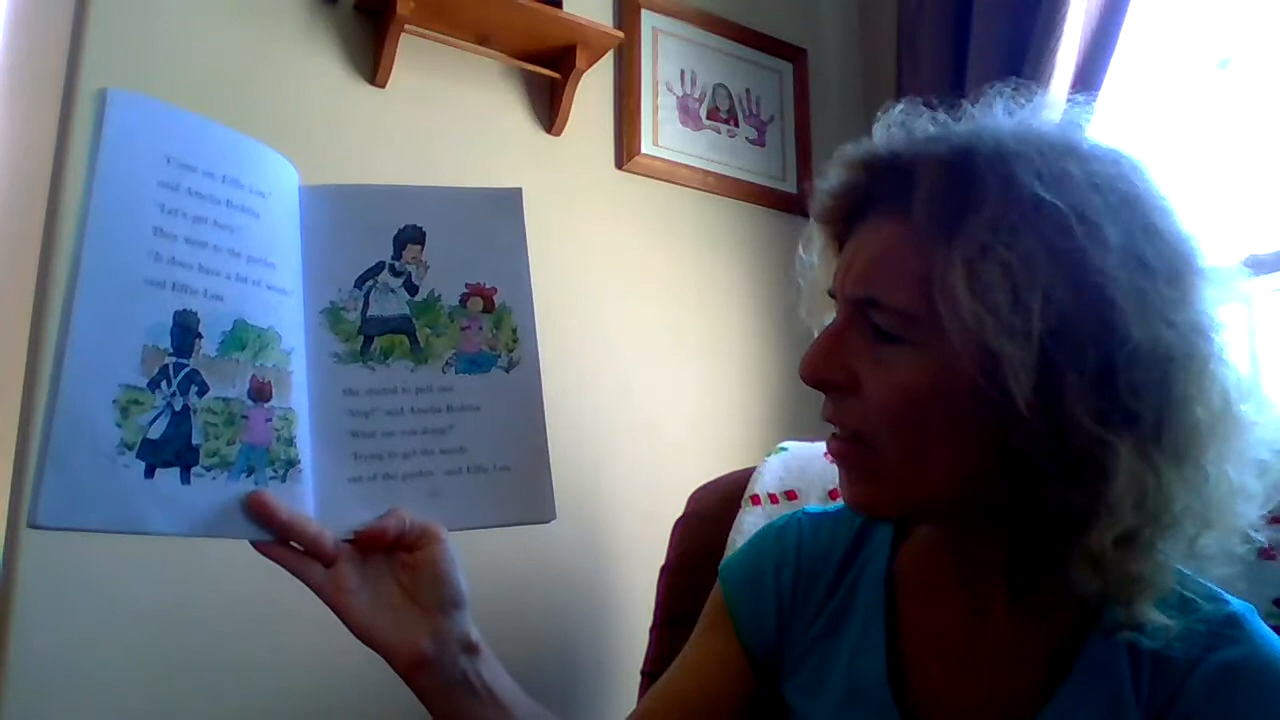 "Come on, Effie Lou,"
said Amelia Bedelia.
"Let's get busy."
They went to the garden.
"It does have a lot of weeds,"
said Effie Lou.
She started to pull one.
"Stop!" said Amelia Bedelia.
"What are you doing?"
"Trying to get the weeds
out of the garden," said Effie Lou.